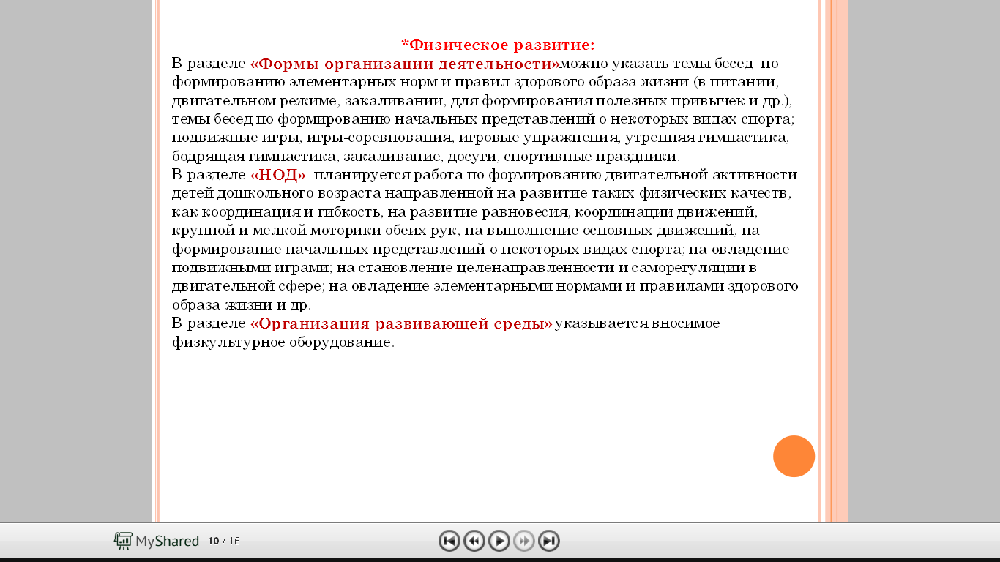 *Физическое развитие:
В разделе «Формы организации деятельности»можно указать темы бесед по
формированию элементарных норм и правил здорового образа жизни (в питании,
двигательном режиме, закаливании, для формирования полезных привычек и др.),
темы бесед по формированию начальных представлений о некоторых видах спорта;
подвижные игры, игры-соревнования, игровые упражнения, утренняя гимнастика,
бодрящая гимнастика, закаливание, досуги, спортивные праздники.
В разделе «НОД» планируется работа по формированию двигательной активности
детей дошкольного возраста направленной на развитие таких физических качеств,
как координация и гибкость, на развитие равновесия, координации движений,
крупной и мелкой моторики обеих рук, на выполнение основных движений, на
формирование начальных представлений о некоторых видах спорта; на овладение
подвижными играми; на становление целенаправленности и саморегуляции в
двигательной сфере; на овладение элементарными нормами и правилами здорового
образа жизни и др.
В разделе «Организация развивающей среды» указывается вносимое
физкультурное оборудование.
MyShared 10 / 16